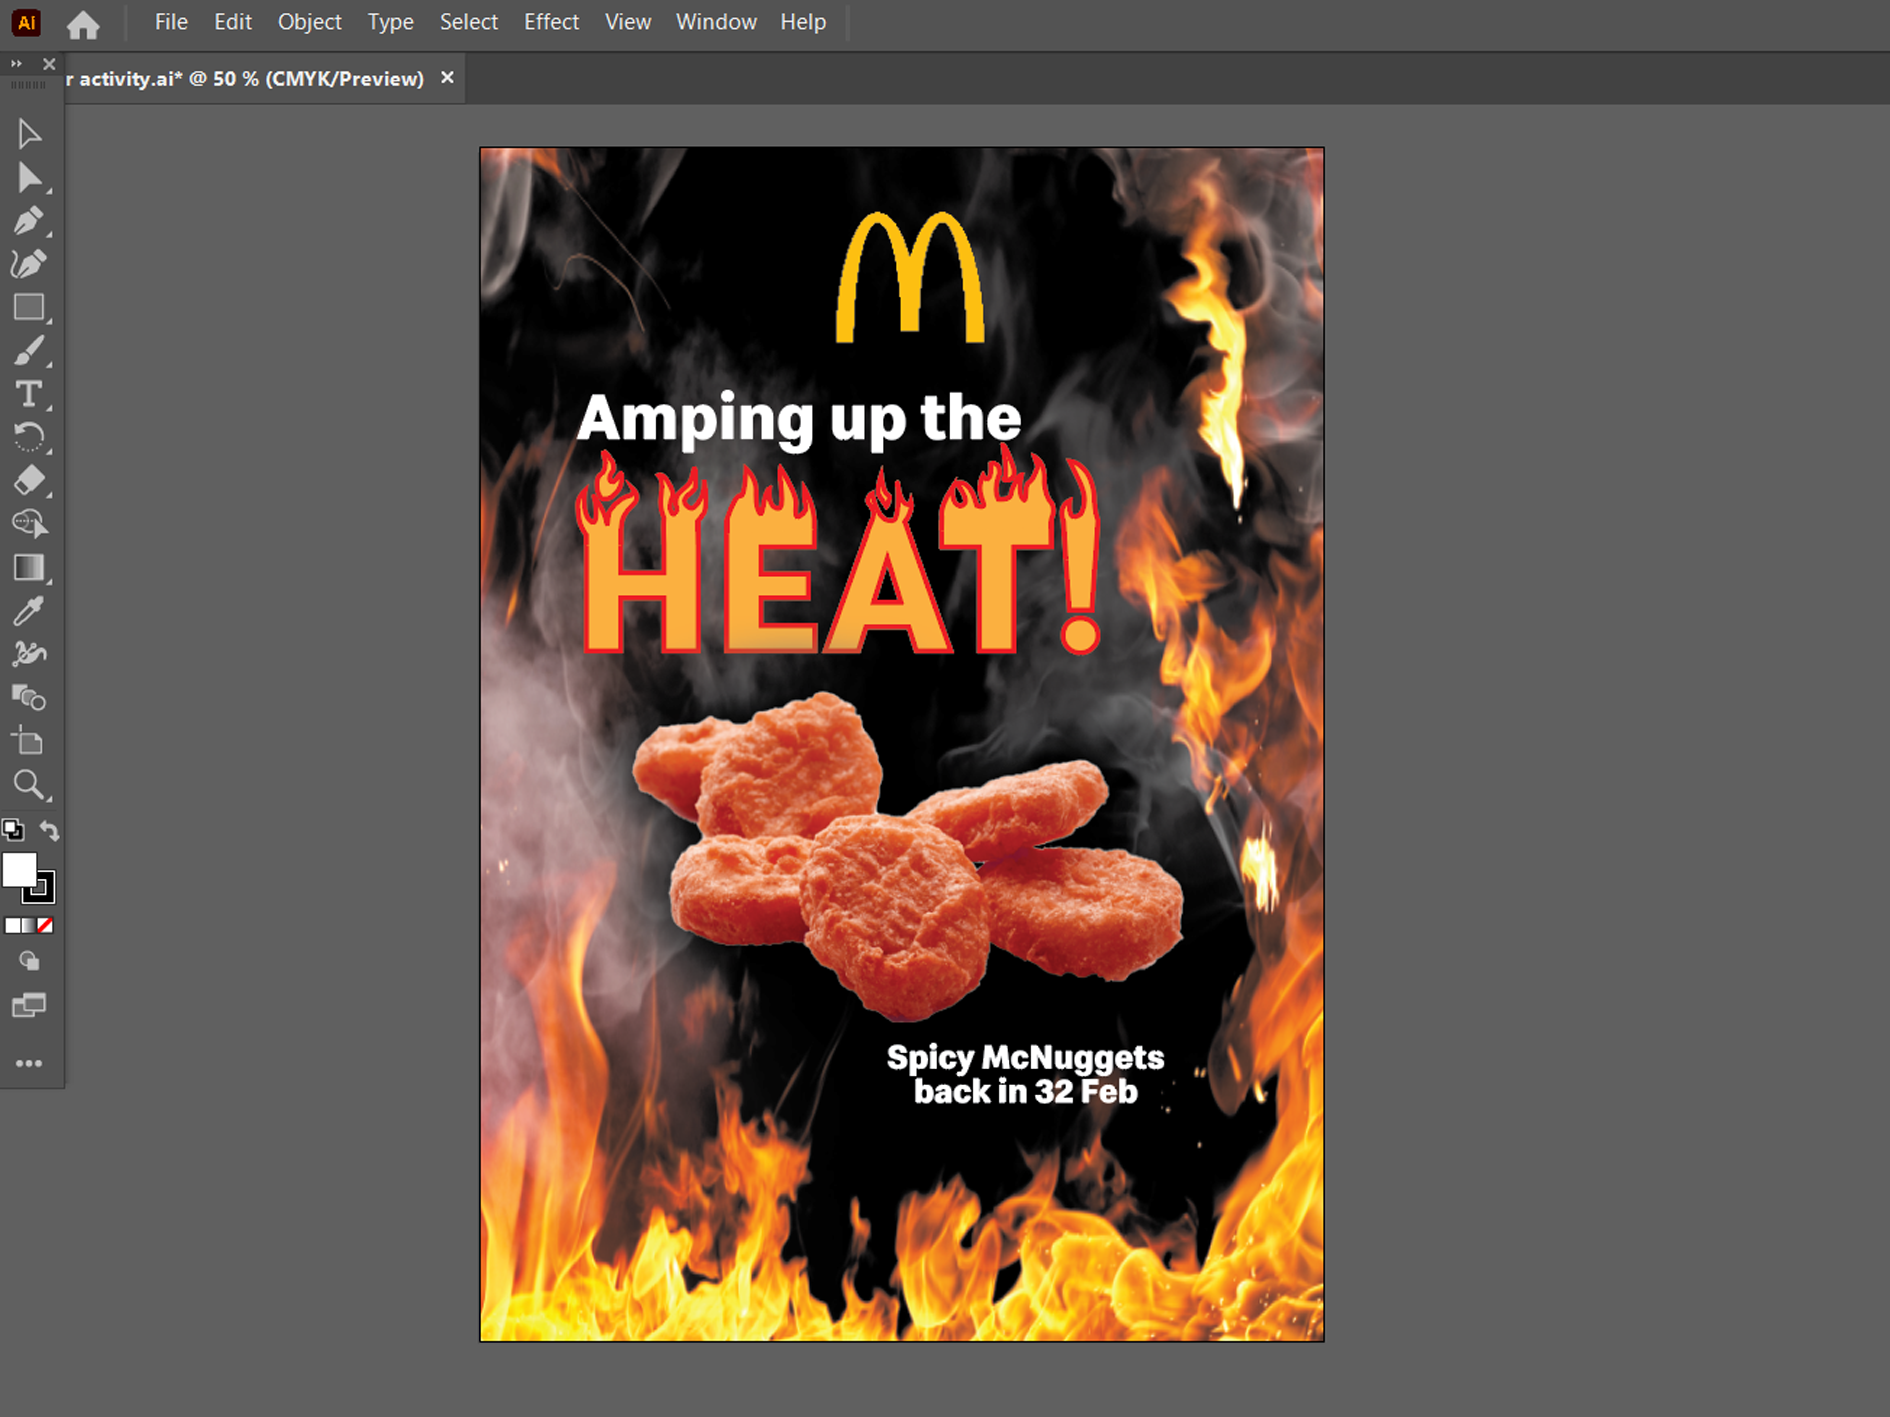 Ai
File Edit Object Type Select Effect View Window Help
r activity.ai* @ 50 % (CMYK/Preview)
Amping up the
HEAT!
Spicy McNuggets
back in 32 Feb